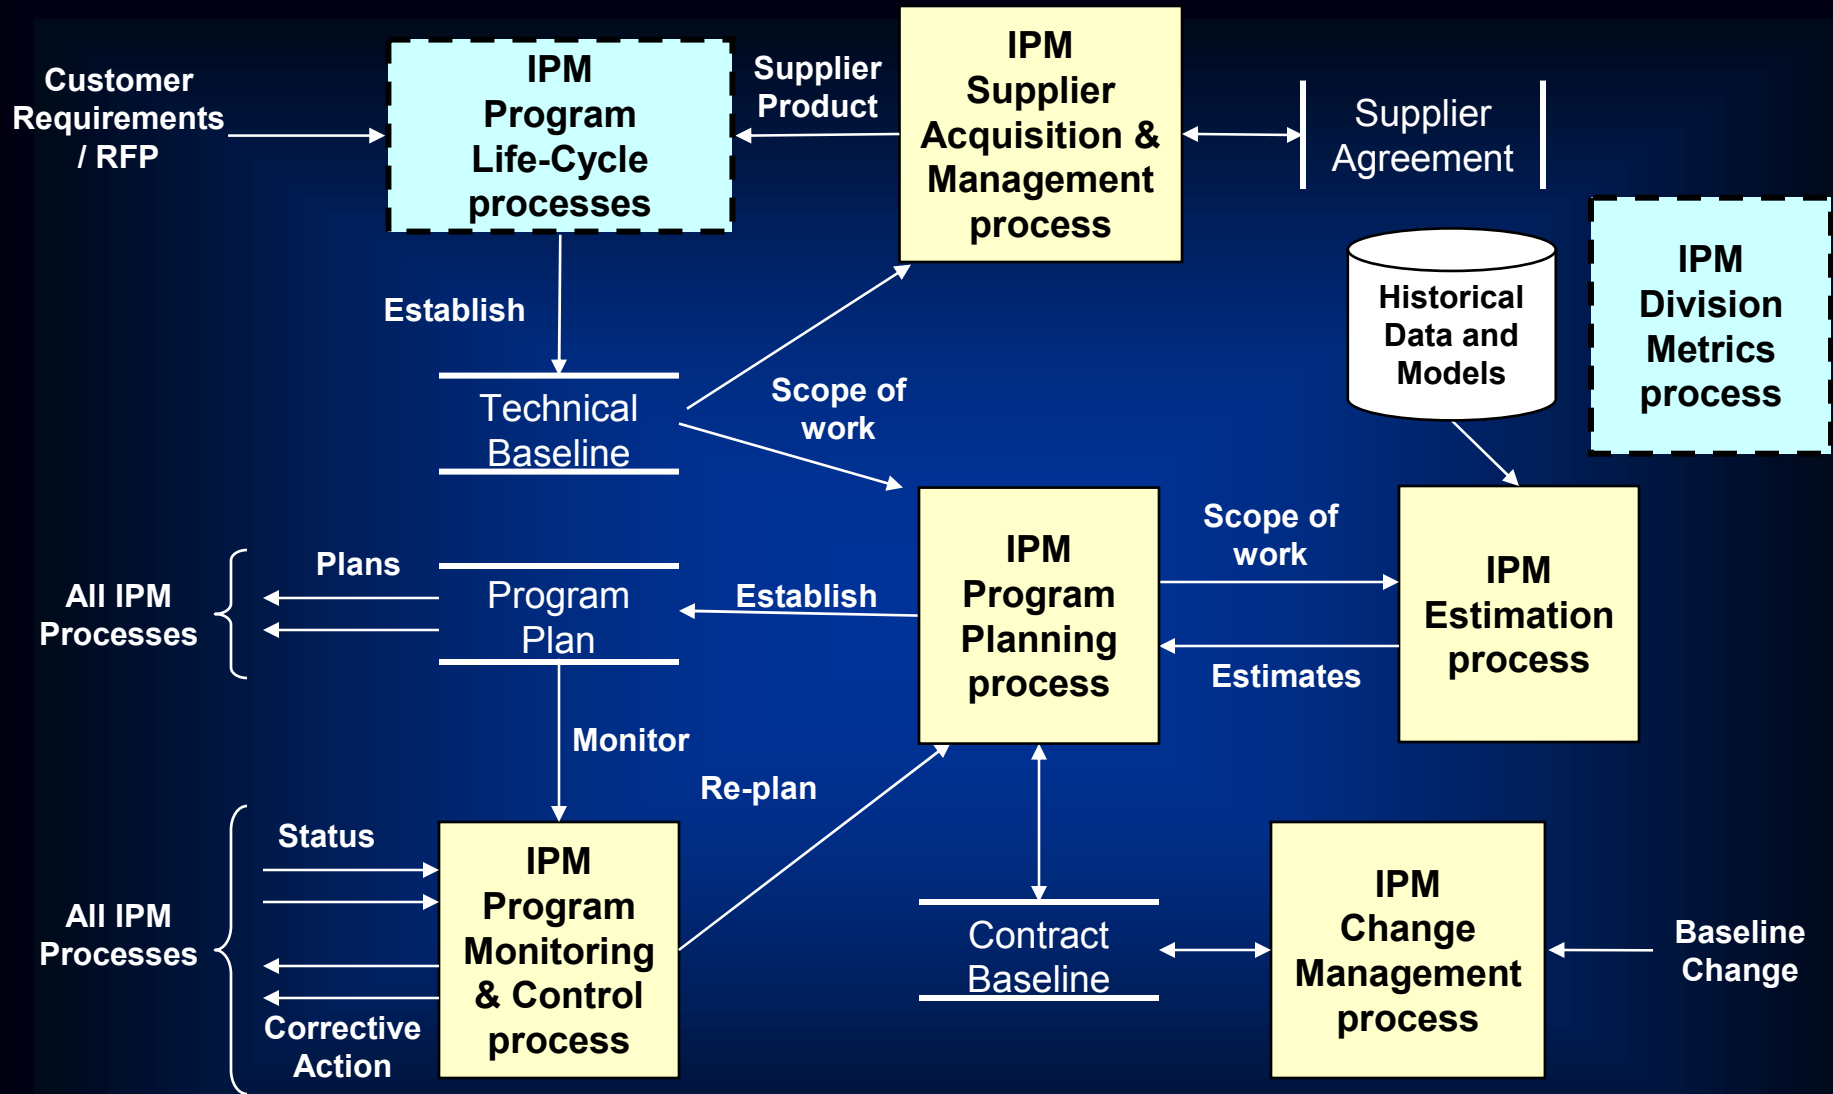 Customer
Requirements
/ RFP
IPM
Program
Life-Cycle
processes
Supplier
Product
IPM
Supplier
Acquisition &
Management
process
Supplier
Agreement
Establish
Technical
Baseline
Scope of
work
Historical
Data and
Models
IPM
Division
Metrics
process
All IPM
Processes
Plans
Program
Plan
Establish
IPM
Program
Planning
process
Scope of
work
Estimates
IPM
Estimation
process
Monitor
Re-plan
All IPM
Processes
Status
Corrective
Action
IPM
Program
Monitoring
& Control
process
Contract
Baseline
IPM
Change
Management
process
Baseline
Change